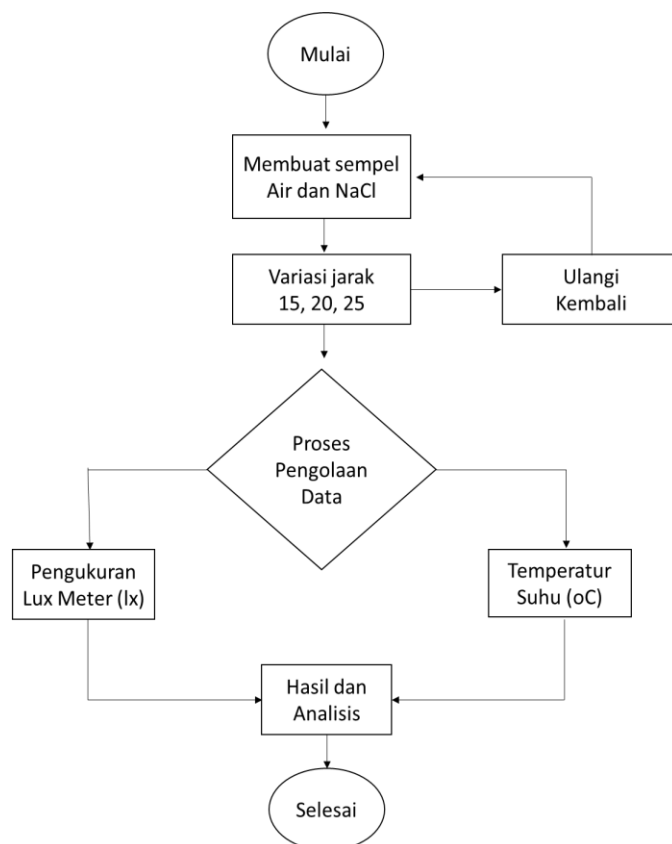 Mulai
Membuat sempel
Air dan NaCl
Variasi jarak
15, 20, 25
Ulangi
Kembali
Proses
Pengolaan
Data
Pengukuran
Lux Meter (lx)
Temperatur
Suhu (oC)
Hasil dan
Analisis
Selesai